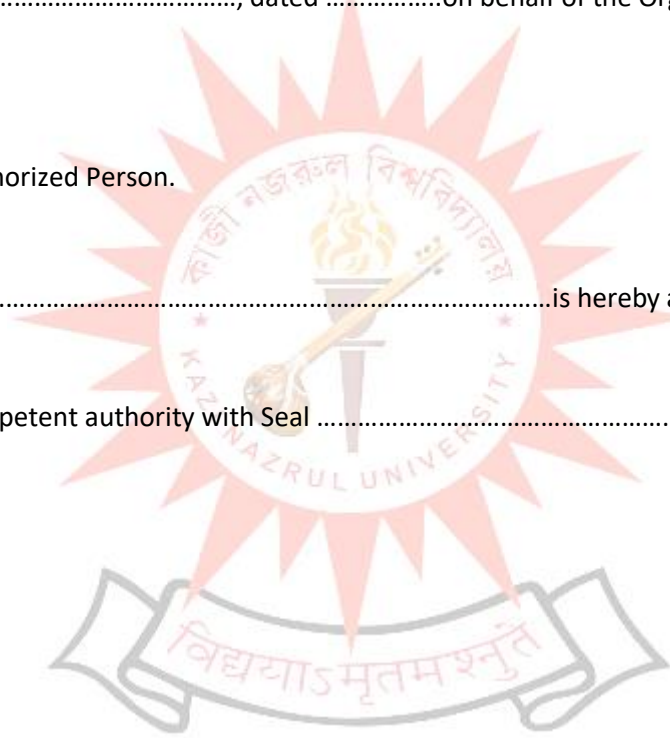 ……………………………, dated ……………..on behalf of the Or
horized Person.
কাজী নজরুল বিশ্ববিদ্যালয়
...………………………………………………………………………..is hereby a
petent authority with Seal ………………………………………………
KAZI NAZRUL UNIVERSITY
विद्ययाऽमृतमश्नुते